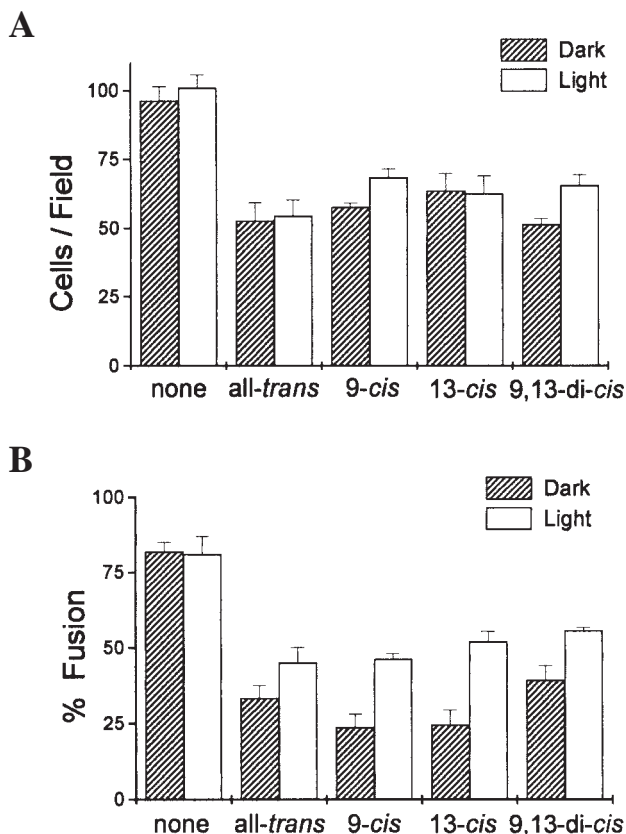 A
Dark
Light
Cells / Field
100
75
50
25
0
none all-trans 9-cis 13-cis 9,13-di-cis
B
Dark
Light
% Fusion
100
75
50
25
0
none all-trans 9-cis 13-cis 9,13-di-cis